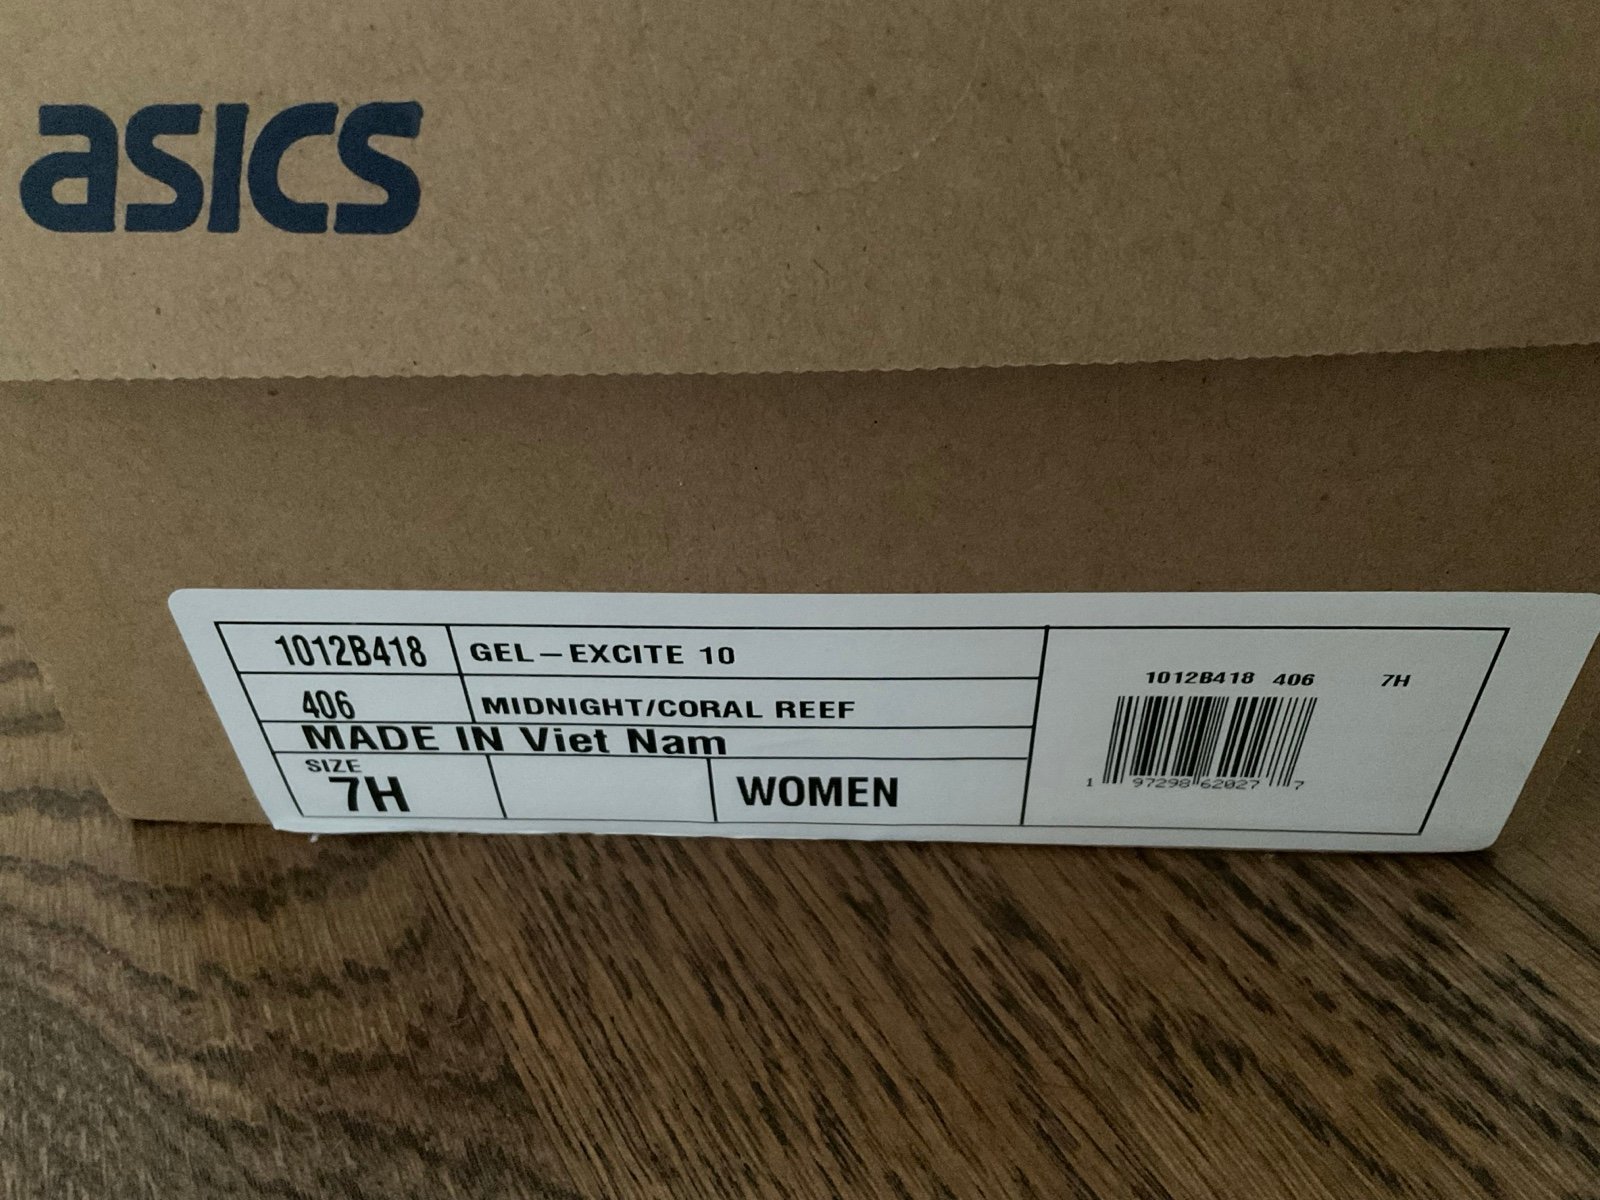 asics
1012B418 GEL-EXCITE 10
406 MIDNIGHT/CORAL REEF
MADE IN Viet Nam
SIZE
7H WOMEN
1012B418 406 7H
1 97298 62027 7